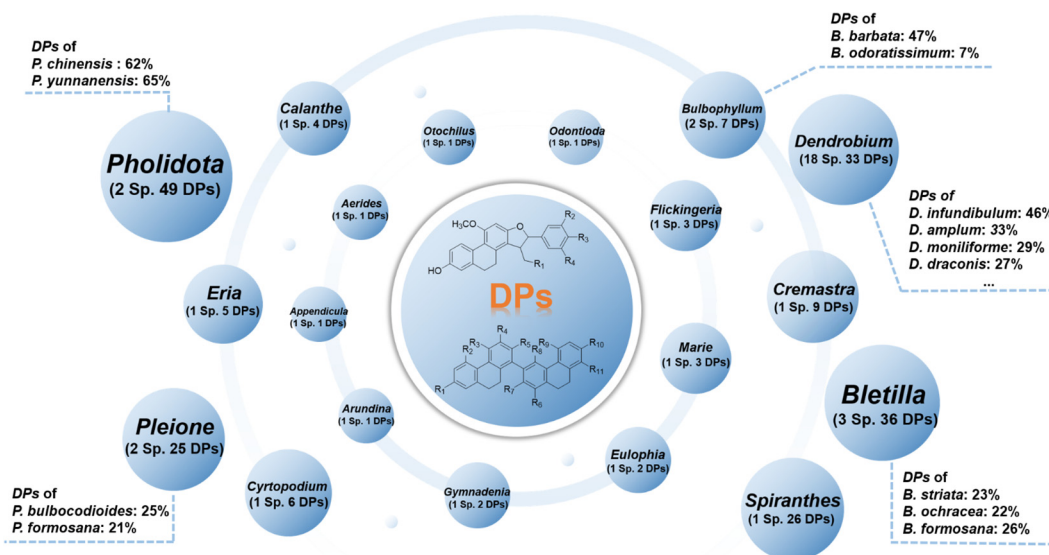 DPs of
P. chinensis : 62%
P. yunnanensis: 65%
DPs of
B. barbata: 47%
B. odoratissimum: 7%
Pholidota
(2 Sp. 49 DPs)
Calanthe
(1 Sp. 4 DPs)
Otochilus
(1 Sp. 1 DPs)
Odontioda
(1 Sp. 1 DPs)
Bulbophyllum
(2 Sp. 7 DPs)
Dendrobium
(18 Sp. 33 DPs)
Aerides
(1 Sp. 1 DPs)
Flickingeria
(1 Sp. 3 DPs)
DPs of
D. infundibulum: 46%
D. amplum: 33%
D. moniliforme: 29%
D. draconis: 27%
...
H₃CO
O
R₂
R₃
R₄
R₁
HO
DPs
Eria
(1 Sp. 5 DPs)
Appendicula
(1 Sp. 1 DPs)
Cremastra
(1 Sp. 9 DPs)
Marie
(1 Sp. 3 DPs)
R₄
R₃
R₂
R₅
R₈
R₉
R₁₀
R₁
R₇
R₆
R₁₁
Bletilla
(3 Sp. 36 DPs)
Pleione
(2 Sp. 25 DPs)
Arundina
(1 Sp. 1 DPs)
Eulophia
(1 Sp. 2 DPs)
Cyrtopodium
(1 Sp. 6 DPs)
Gymnadenia
(1 Sp. 2 DPs)
Spiranthes
(1 Sp. 26 DPs)
DPs of
P. bulbocodioides: 25%
P. formosana: 21%
DPs of
B. striata: 23%
B. ochracea: 22%
B. formosana: 26%